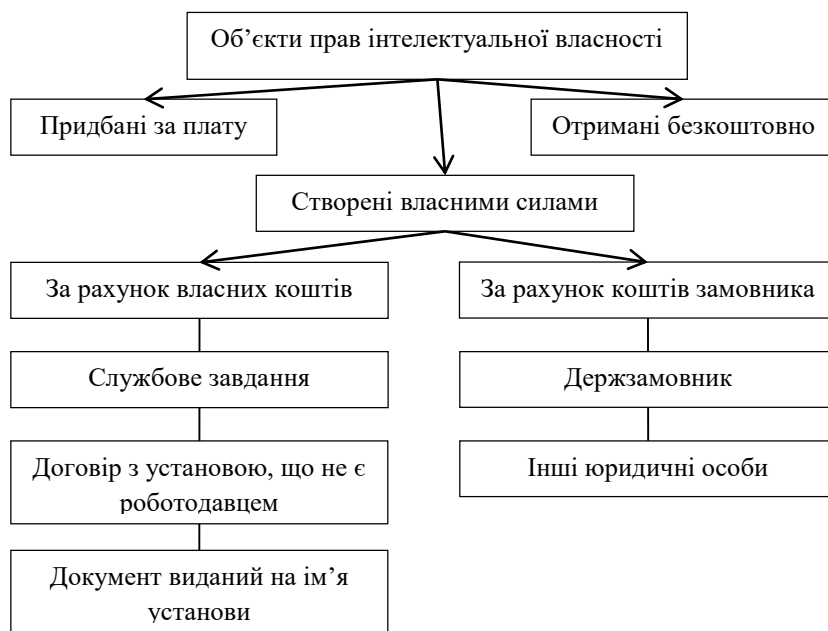 Об’єкти прав інтелектуальної власності
Придбані за плату
Отримані безкоштовно
Створені власними силами
За рахунок власних коштів
За рахунок коштів замовника
Службове завдання
Держзамовник
Договір з установою, що не є
роботодавцем
Інші юридичні особи
Документ виданий на ім’я
установи